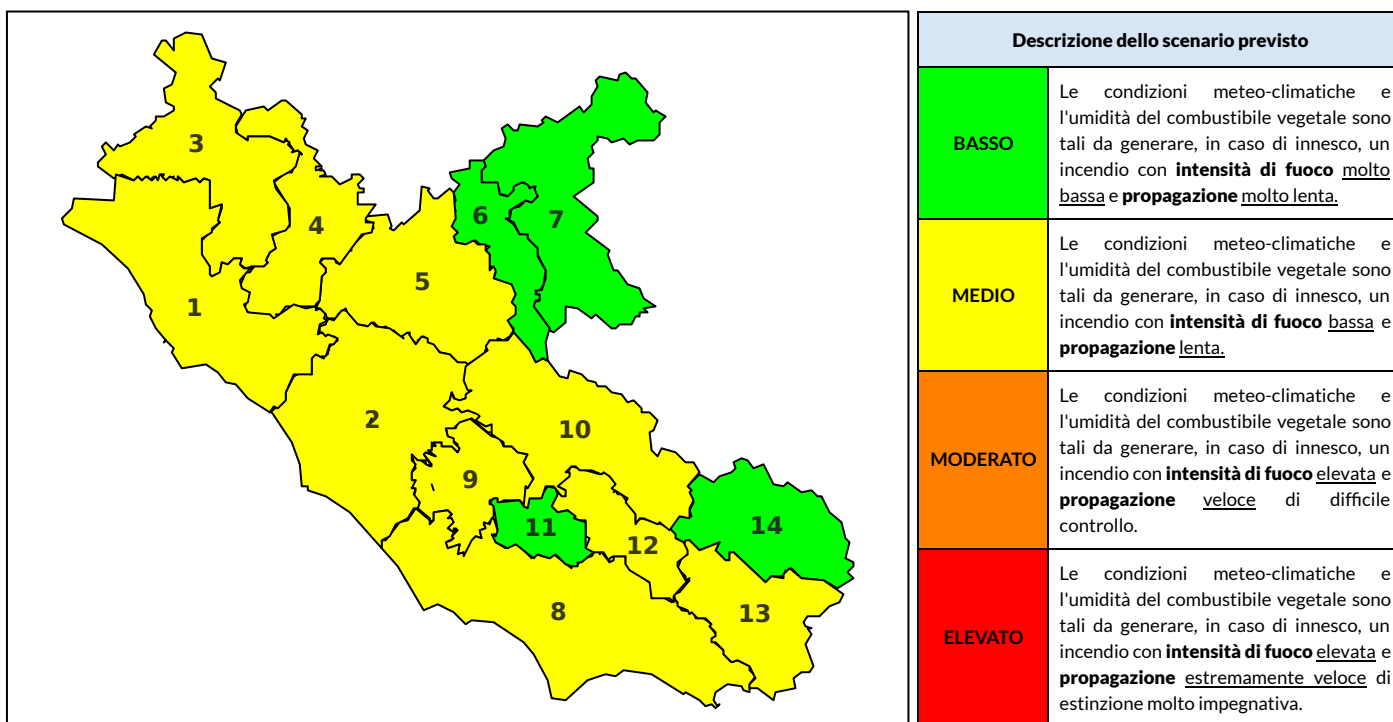 3
4
6
7
5
1
2
10
9
11
14
12
8
13
Descrizione dello scenario previsto
BASSO
Le condizioni meteo-climatiche e
l'umidità del combustibile vegetale sono
tali da generare, in caso di innesco, un
incendio con intensità di fuoco molto
bassa e propagazione molto lenta.
MEDIO
Le condizioni meteo-climatiche e
l'umidità del combustibile vegetale sono
tali da generare, in caso di innesco, un
incendio con intensità di fuoco bassa e
propagazione lenta.
MODERATO
Le condizioni meteo-climatiche e
l'umidità del combustibile vegetale sono
tali da generare, in caso di innesco, un
incendio con intensità di fuoco elevata e
propagazione veloce di difficile
controllo.
ELEVATO
Le condizioni meteo-climatiche e
l'umidità del combustibile vegetale sono
tali da generare, in caso di innesco, un
incendio con intensità di fuoco elevata e
propagazione estremamente veloce di
estinzione molto impegnativa.